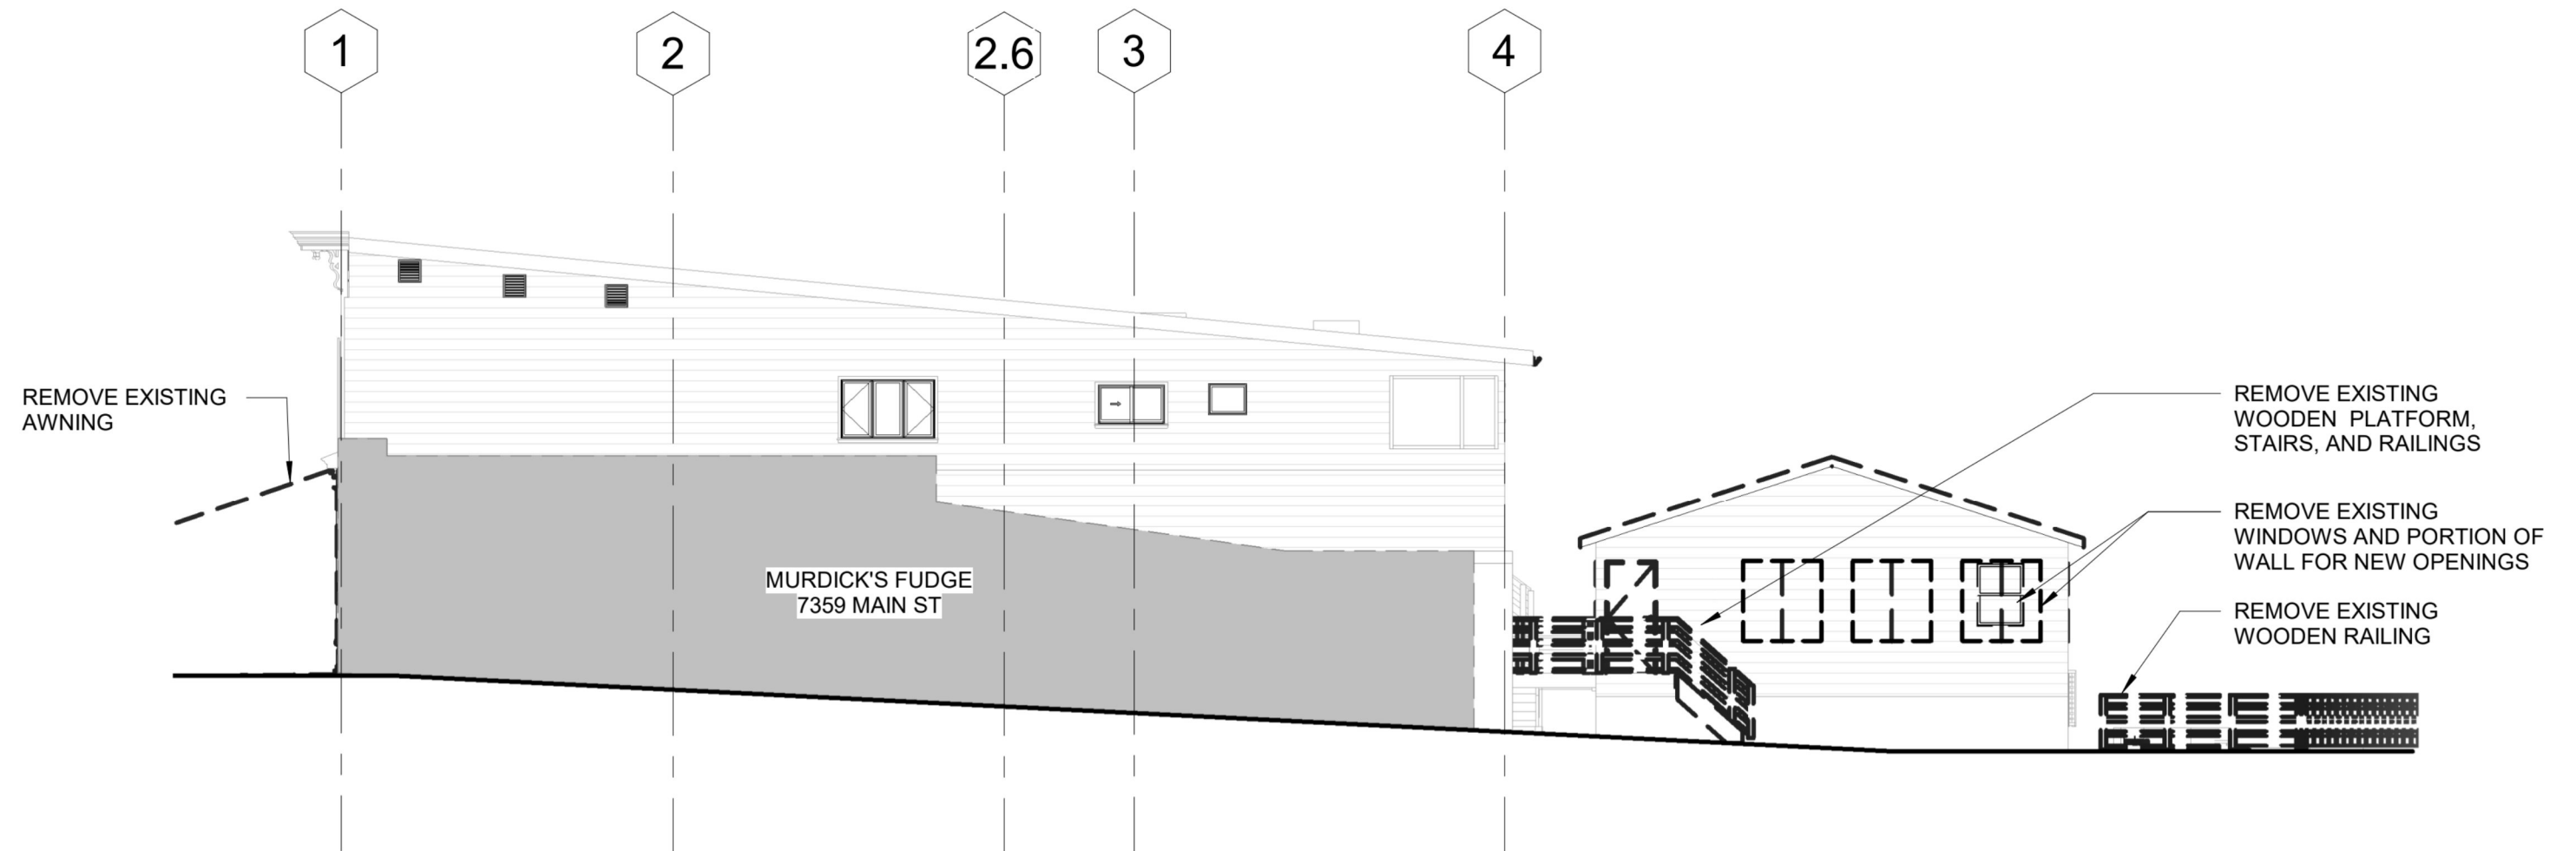 1
2
2.6
3
4
REMOVE EXISTING
AWNING
MURDICK'S FUDGE
7359 MAIN ST
REMOVE EXISTING
WOODEN PLATFORM,
STAIRS, AND RAILINGS
REMOVE EXISTING
WINDOWS AND PORTION OF
WALL FOR NEW OPENINGS
REMOVE EXISTING
WOODEN RAILING